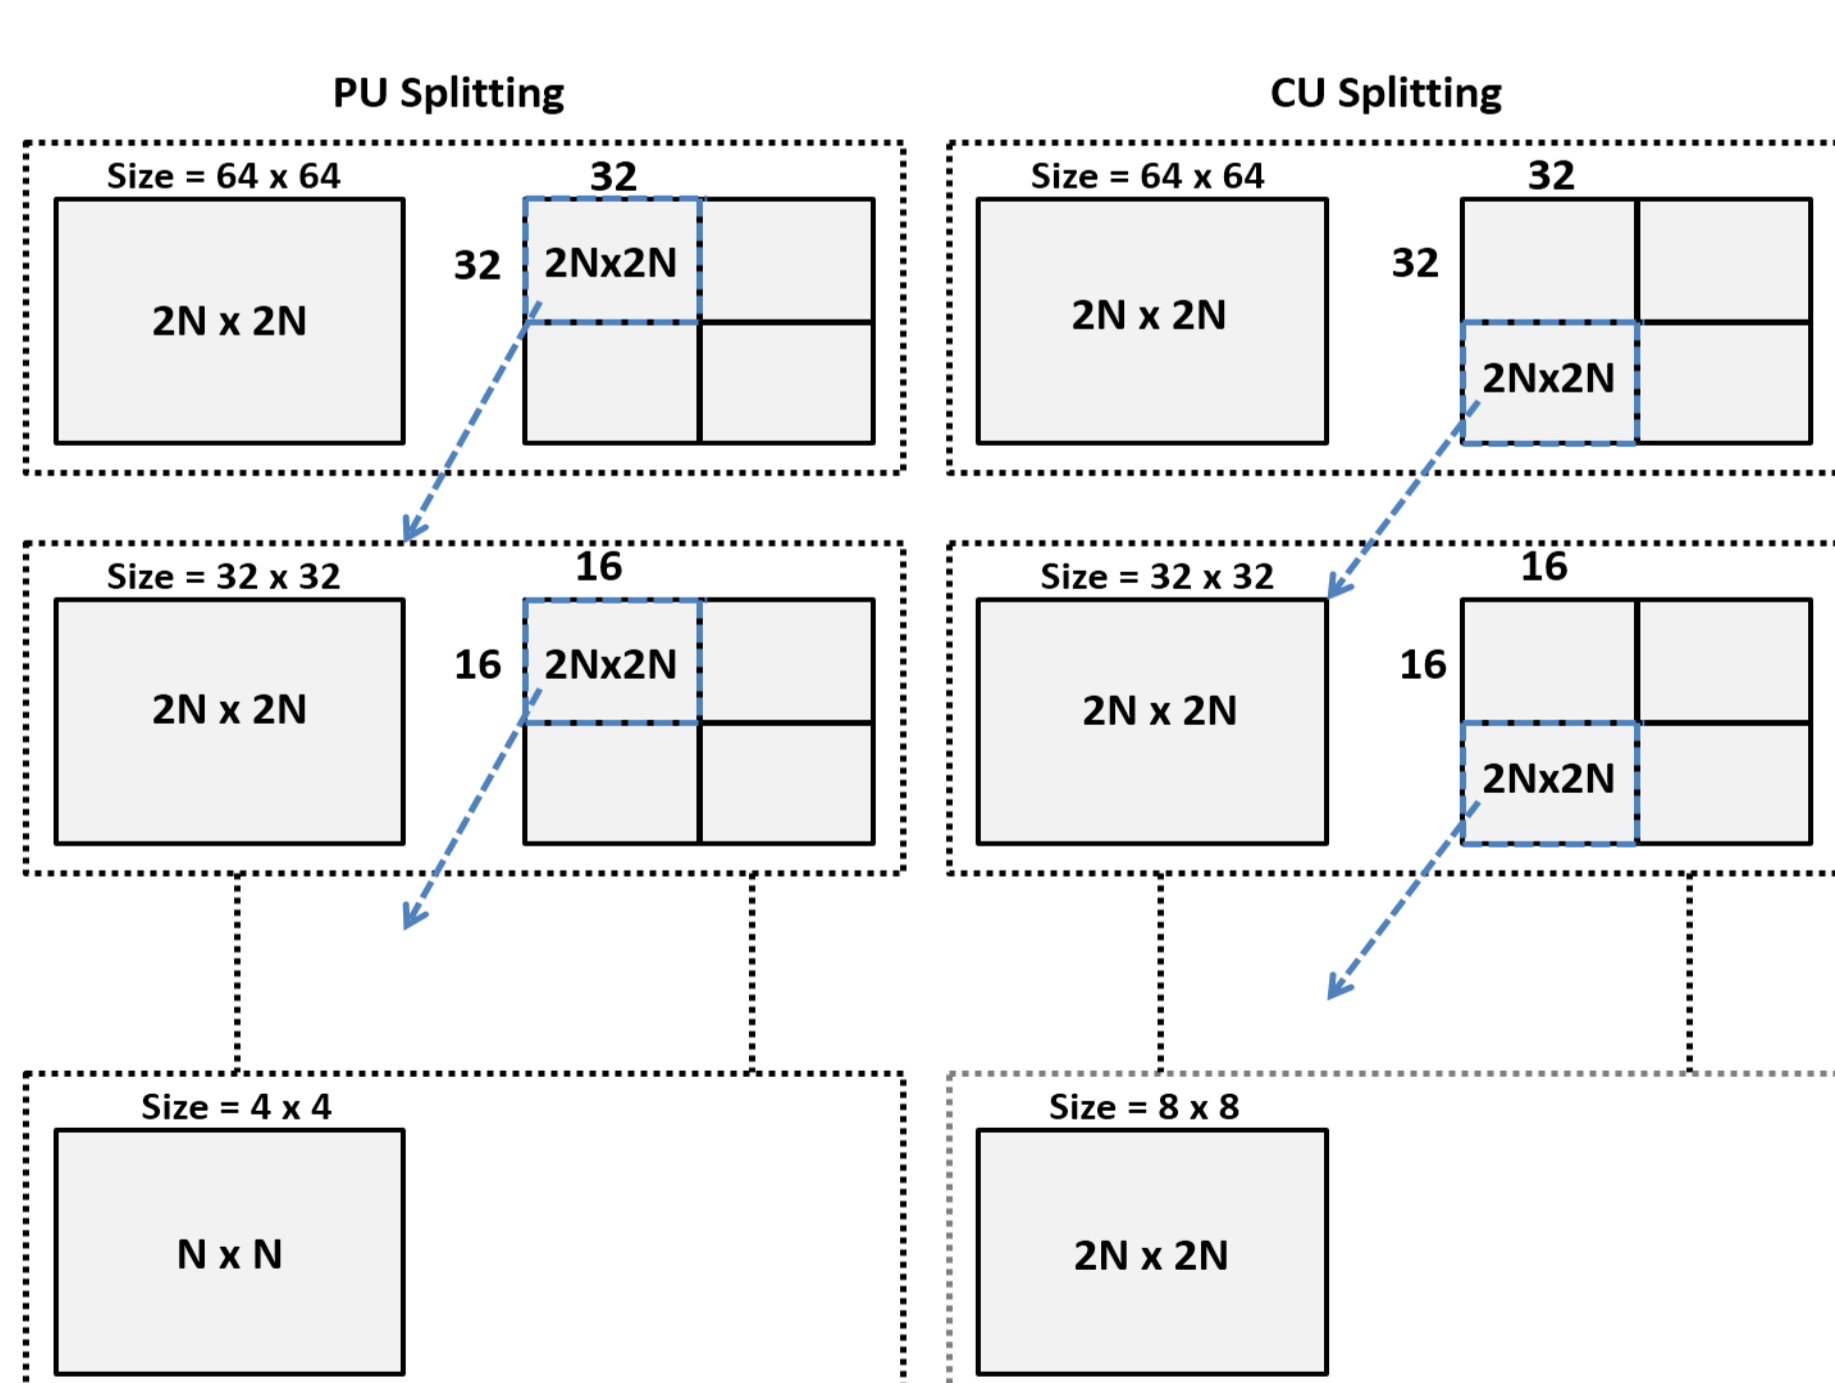 PU Splitting
Size = 64 x 64
32
2N x 2N
32
2Nx2N
Size = 32 x 32
16
2N x 2N
16
2Nx2N
Size = 4 x 4
N x N
CU Splitting
Size = 64 x 64
32
2N x 2N
32
2Nx2N
Size = 32 x 32
16
2N x 2N
16
2Nx2N
Size = 8 x 8
2N x 2N